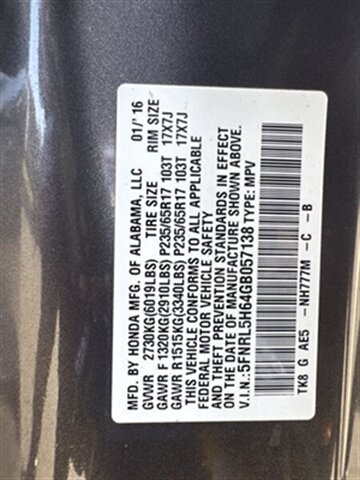 MFD. BY HONDA MFG. OF ALABAMA, LLC 01/'16
GVWR 2730KG(6019LBS) TIRE SIZE RIM SIZE
GAWR F 1320KG(2910LBS) P235/65R17 103T 17X7J
GAWR R1515KG(3340LBS) P235/65R17 103T 17X7J
THIS VEHICLE CONFORMS TO ALL APPLICABLE
FEDERAL MOTOR VEHICLE SAFETY
AND THEFT PREVENTION STANDARDS IN EFFECT
ON THE DATE OF MANUFACTURE SHOWN ABOVE.
V.I.N.:5FNRL5H64GB057138 TYPE: MPV
TK8 G AE5 -NH777M - C - B